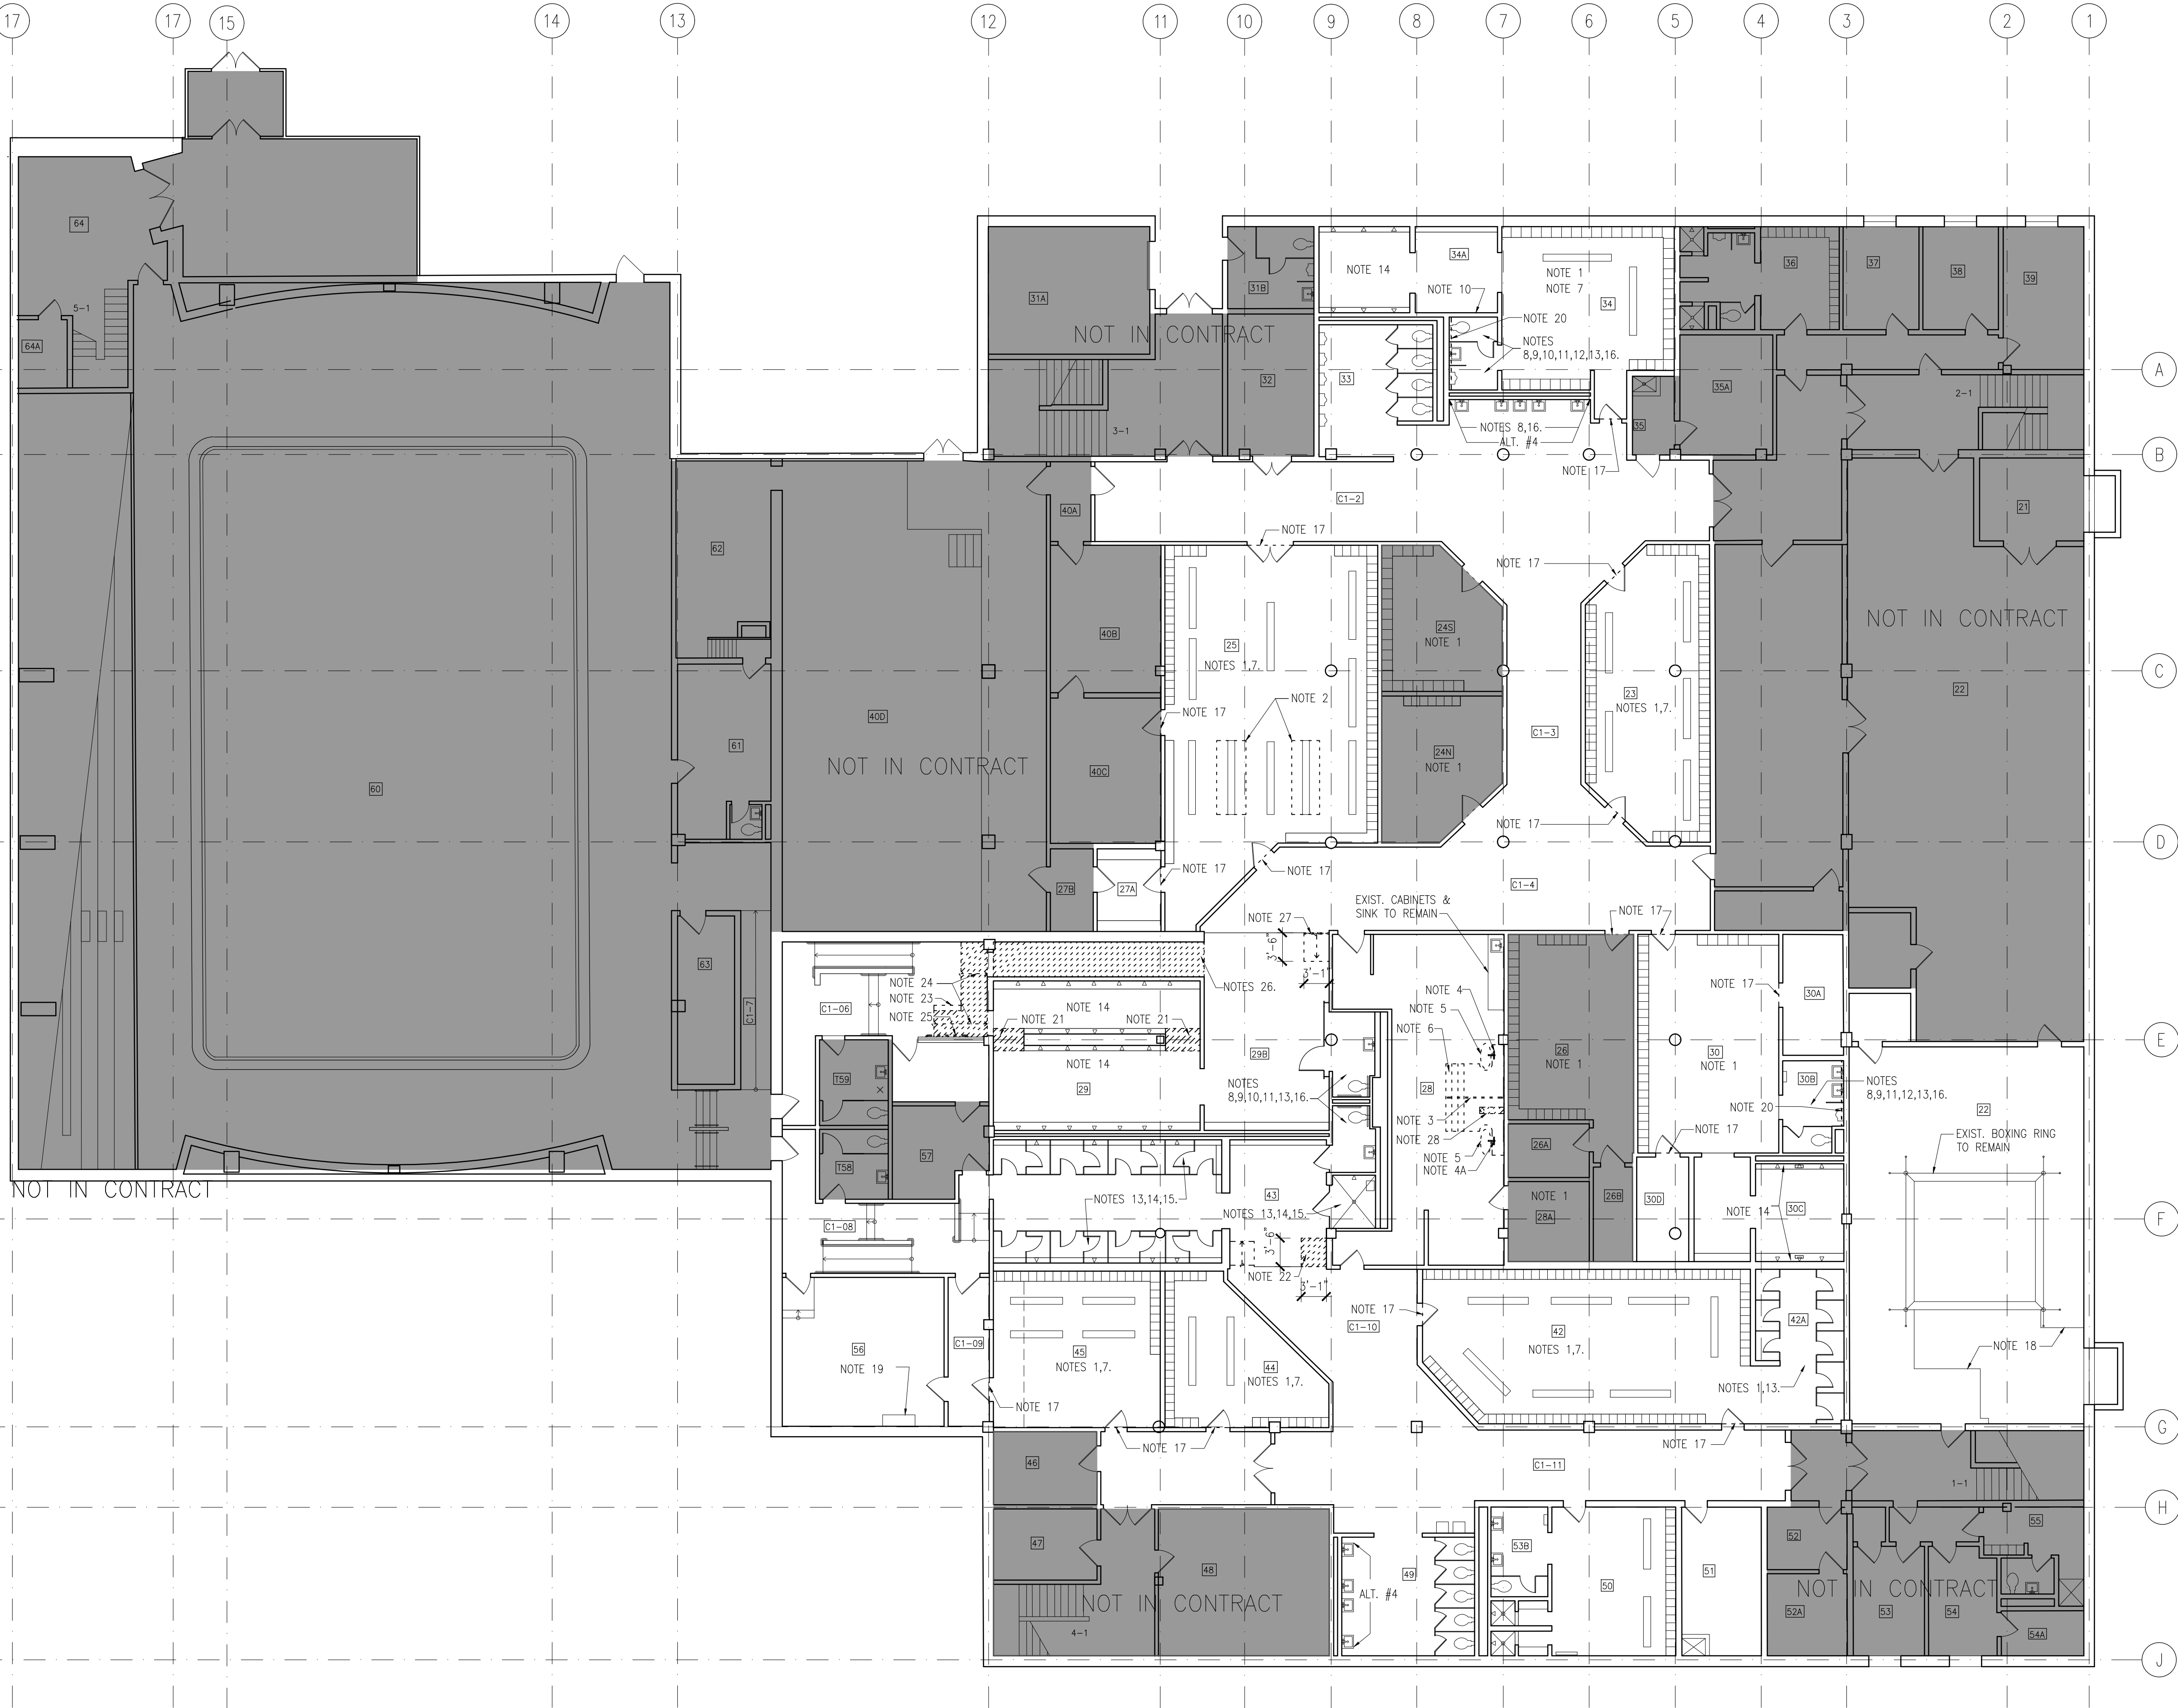 17 17 15 14 13 12 11 10 9 8 7 6 5 4 3 2 1
64
5-1
64A
31A
31B
NOT IN CONTRACT
32
3-1
NOTE 14
34A
NOTE 10
NOTE 1
NOTE 7
34
NOTE 20
NOTES
8,9,10,11,12,13,16.
33
NOTES 8,16.
ALT. #4
NOTE 17
35
35A
36
37
38
39
2-1
A
B
C1-2
21
62
40A
40B
NOTE 17
25
NOTES 1,7.
NOTE 2
24S
NOTE 1
NOTE 17
23
NOTES 1,7.
NOT IN CONTRACT
22
C
61
40D
NOT IN CONTRACT
40C
NOTE 17
24N
NOTE 1
C1-3
NOTE 17
60
D
27B
27A
NOTE 17
NOTE 17
C1-4
EXIST. CABINETS &
SINK TO REMAIN
NOTE 27
3'-6"
3'-1"
NOTE 17
63
C1-7
C1-06
NOTE 24
NOTE 23
NOTE 25
NOTES 26.
NOTE 14
NOTE 21
NOTE 21
NOTE 14
29
29B
NOTES
8,9,10,11,13,16.
NOTE 4
NOTE 5
NOTE 6
28
NOTE 3
NOTE 28
NOTE 5
NOTE 4A
26
NOTE 1
NOTE 17
30A
30
NOTE 1
30B
NOTES
8,9,11,12,13,16.
NOTE 20
NOTE 17
E
22
EXIST. BOXING RING
TO REMAIN
T59
T58
57
26A
26B
NOTE 1
28A
30D
NOTE 14
30C
NOT IN CONTRACT
C1-08
NOTES 13,14,15.
43
NOTES 13,14,15.
3'-6"
NOTE 22
3'-1"
F
56
NOTE 19
C1-09
NOTE 17
45
NOTES 1,7.
44
NOTES 1,7.
NOTE 17
C1-10
42
NOTES 1,7.
42A
NOTES 1,13.
NOTE 18
G
NOTE 17
NOTE 17
46
C1-11
1-1
H
47
48
NOT IN CONTRACT
4-1
ALT. #4
49
53B
50
51
52
52A
NOT IN CONTRACT
53
54
55
54A
J